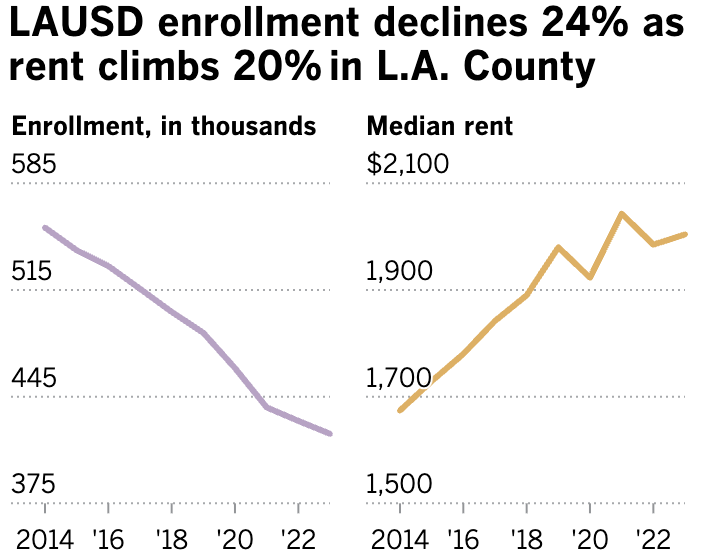 LAUSD enrollment declines 24% as
rent climbs 20% in L.A. County
Enrollment, in thousands
585
515
445
375
2014 '16 '18 '20 '22
Median rent
$2,100
1,900
1,700
1,500
2014 '16 '18 '20 '22